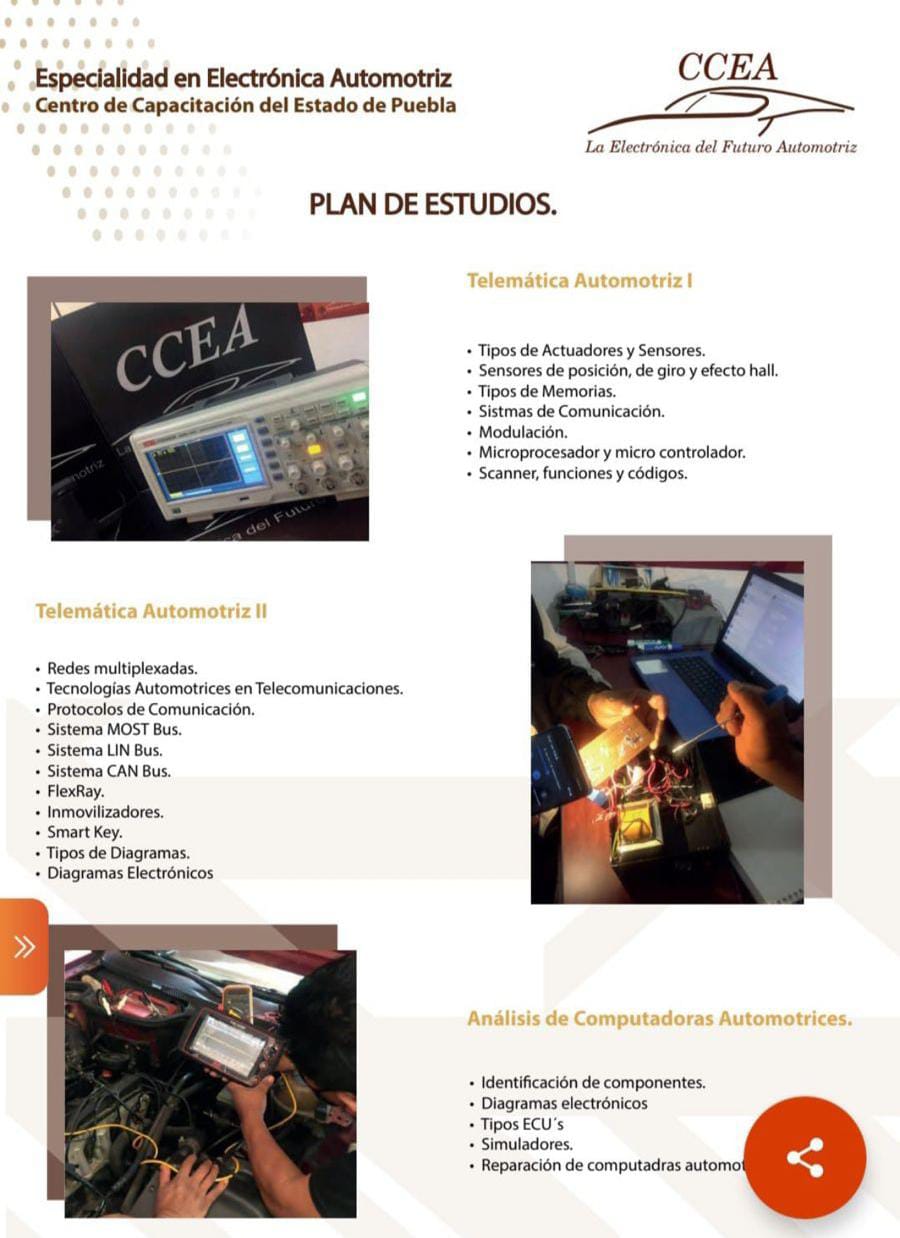 Especialidad en Electrónica Automotriz
Centro de Capacitación del Estado de Puebla
CCEA
La Electrónica del Futuro Automotriz
PLAN DE ESTUDIOS.
Telemática Automotriz I
• Tipos de Actuadores y Sensores.
• Sensores de posición, de giro y efecto hall.
• Tipos de Memorias.
• Sistmas de Comunicación.
• Modulación.
• Microprocesador y micro controlador.
• Scanner, funciones y códigos.
CCEA
La
motriz
a del Futu
Telemática Automotriz II
• Redes multiplexadas.
• Tecnologías Automotrices en Telecomunicaciones.
• Protocolos de Comunicación.
• Sistema MOST Bus.
• Sistema LIN Bus.
• Sistema CAN Bus.
• FlexRay.
• Inmovilizadores.
• Smart Key.
• Tipos de Diagramas.
• Diagramas Electrónicos
Análisis de Computadoras Automotrices.
• Identificación de componentes.
• Diagramas electrónicos
• Tipos ECU´s
• Simuladores.
• Reparación de computadras automot